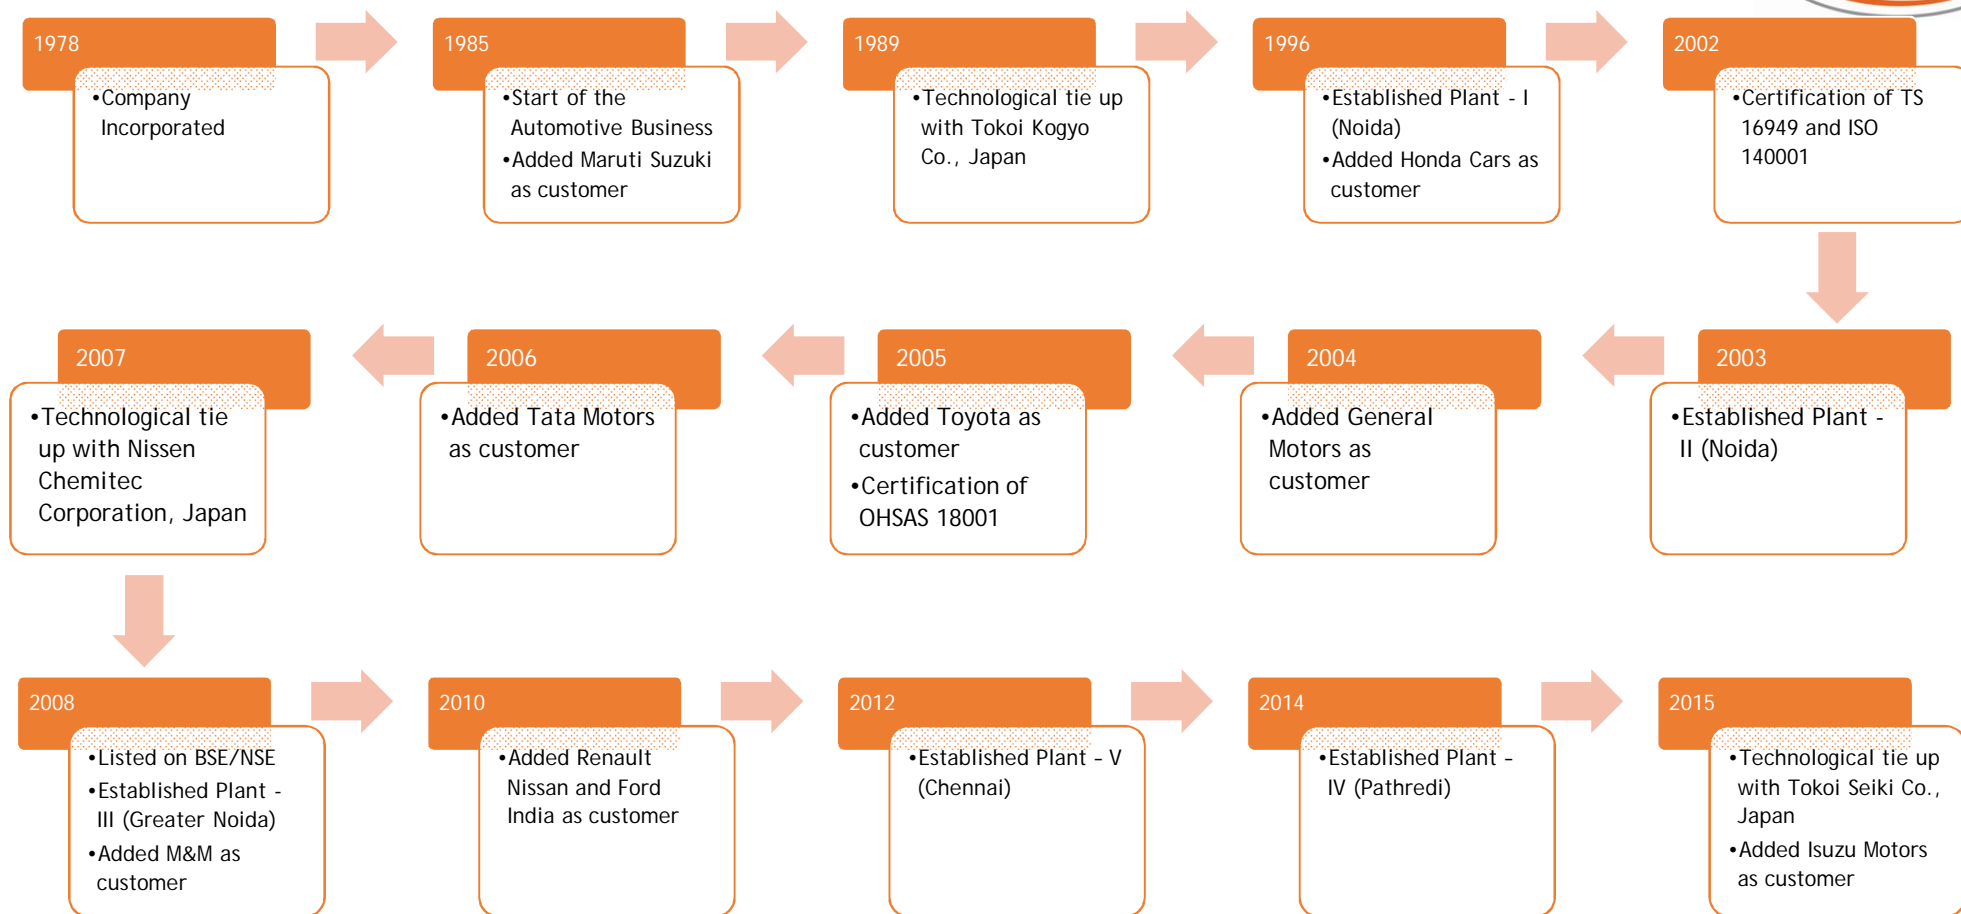 1978
•Company
Incorporated
1985
•Start of the
Automotive Business
•Added Maruti Suzuki
as customer
1989
•Technological tie up
with Tokoi Kogyo
Co., Japan
1996
•Established Plant - I
(Noida)
•Added Honda Cars as
customer
2002
•Certification of TS
16949 and ISO
140001
2003
•Established Plant -
II (Noida)
2004
•Added General
Motors as
customer
2005
•Added Toyota as
customer
•Certification of
OHSAS 18001
2006
•Added Tata Motors
as customer
2007
•Technological tie
up with Nissen
Chemitec
Corporation, Japan
2008
•Listed on BSE/NSE
•Established Plant -
III (Greater Noida)
•Added M&M as
customer
2010
•Added Renault
Nissan and Ford
India as customer
2012
•Established Plant – V
(Chennai)
2014
•Established Plant –
IV (Pathredi)
2015
•Technological tie up
with Tokoi Seiki Co.,
Japan
•Added Isuzu Motors
as customer